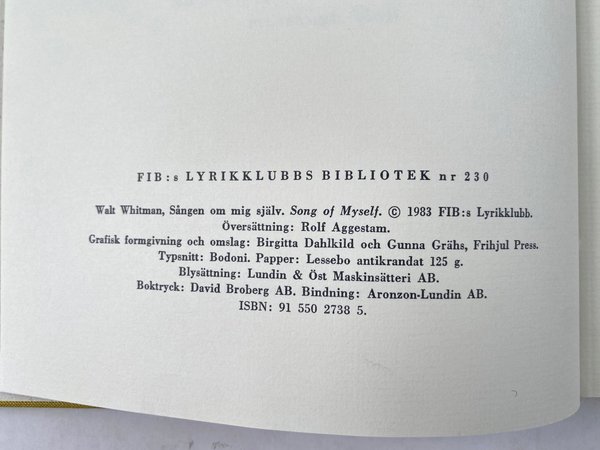 FIB:s LYRIKKLUBBS BIBLIOTEK nr 230
Walt Whitman, Sången om mig själv. Song of Myself. © 1983 FIB:s Lyrikklubb.
Översättning: Rolf Aggestam.
Grafisk formgivning och omslag: Birgitta Dahlkild och Gunna Grähs, Frihjul Press.
Typsnitt: Bodoni. Papper: Lessebo antikrandat 125 g.
Blysättning: Lundin & Öst Maskinsätteri AB.
Boktryck: David Broberg AB. Bindning: Aronzon-Lundin AB.
ISBN: 91 550 2738 5.